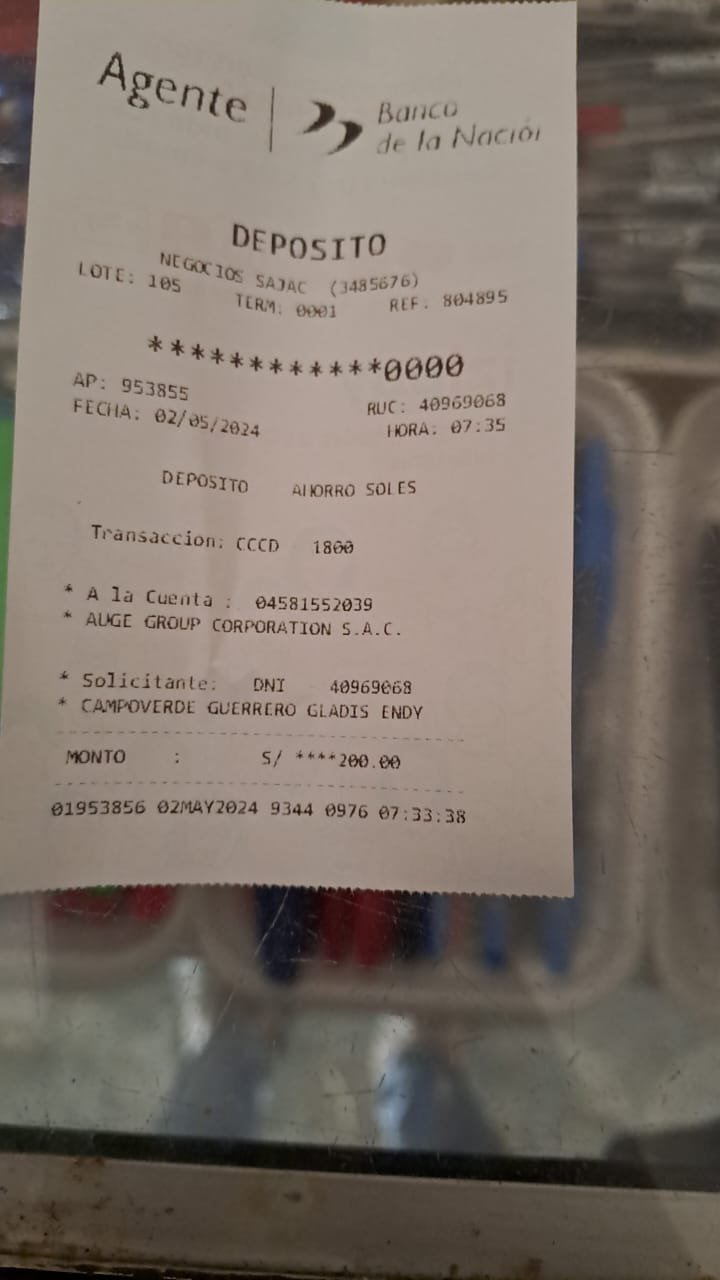 Agente | Banco
de la Nación
DEPOSITO
NEGOCIOS SAJAC (3485676)
LOTE: 105 TERM: 0001 REF: 804895
************0000
AP: 953855 RUC: 40969068
FECHA: 02/05/2024 HORA: 07:35
DEPOSITO AHORRO SOLES
Transaccion: CCCD 1800
* A la Cuenta : 04581552039
* AUGE GROUP CORPORATION S.A.C.
* Solicitante: DNI 40969068
* CAMPOVERDE GUERRERO GLADIS ENDY
MONTO : S/ ****200.00
01953856 02MAY2024 9344 0976 07:33:38